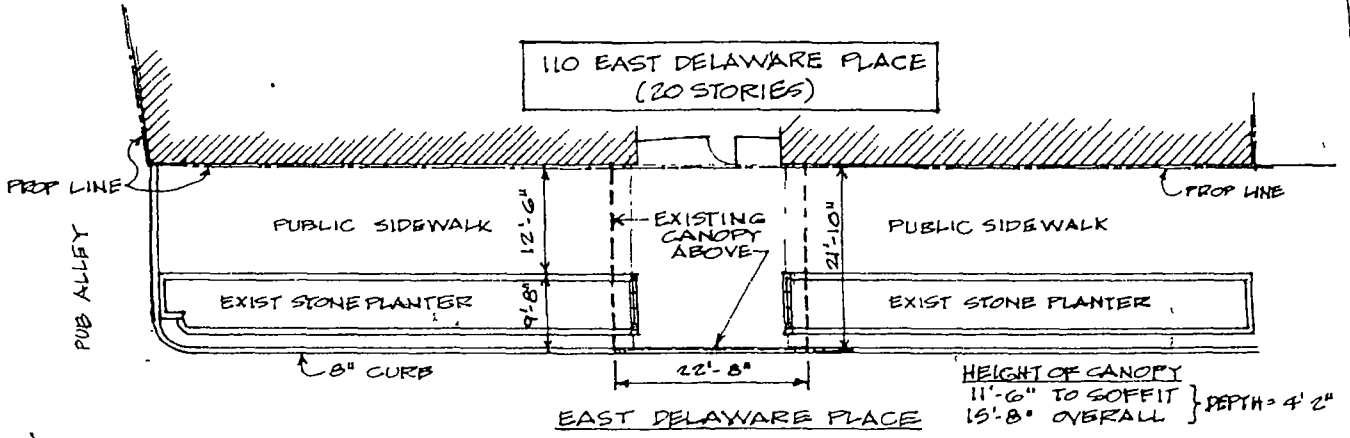 110 EAST DELAWARE PLACE
(20 STORIES)
PROP LINE
PROP LINE
PUB ALLEY
PUBLIC SIDEWALK
12'-6"
EXISTING
CANOPY
ABOVE
21'-10"
PUBLIC SIDEWALK
EXIST STONE PLANTER
9'-8"
EXIST STONE PLANTER
8" CURB
22'-8"
EAST DELAWARE PLACE
HEIGHT OF CANOPY
11'-6" TO SOFFIT
15'-8" OVERALL
DEPTH = 4' 2"